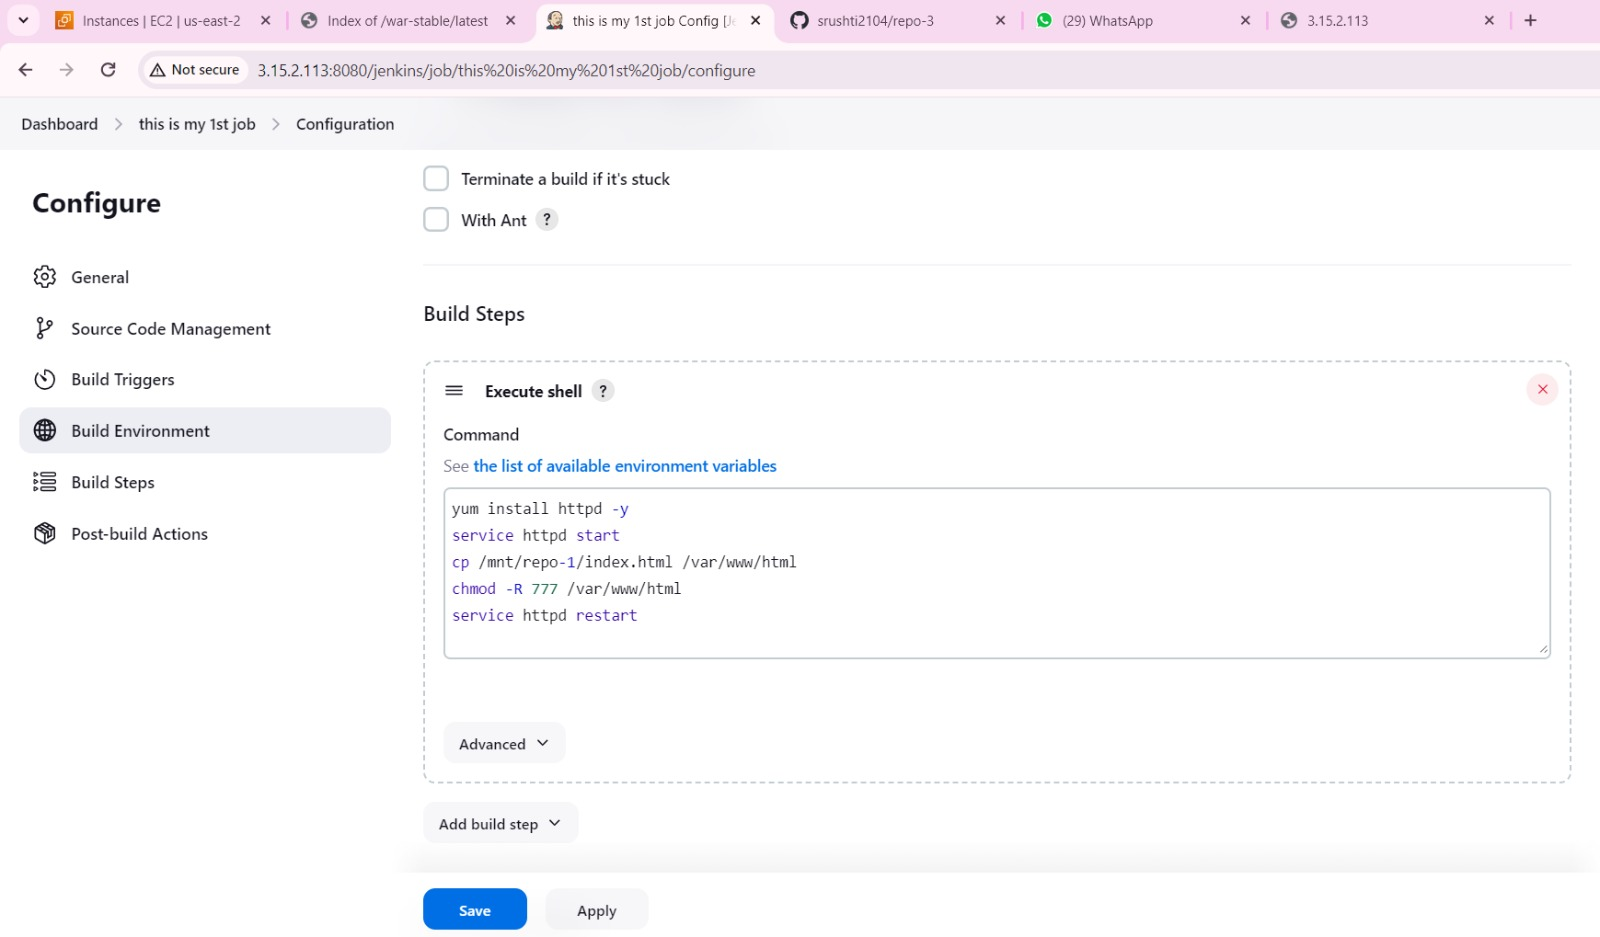 Instances | EC2 | us-east-2
Index of /war-stable/latest
this is my 1st job Config [Je
srushti2104/repo-3
(29) WhatsApp
3.15.2.113
Not secure
3.15.2.113:8080/jenkins/job/this%20is%20my%201st%20job/configure
Dashboard
this is my 1st job
Configuration
Configure
General
Source Code Management
Build Triggers
Build Environment
Build Steps
Post-build Actions
Terminate a build if it's stuck
With Ant ?
Build Steps
Execute shell ?
Command
See the list of available environment variables
yum install httpd -y
service httpd start
cp /mnt/repo-1/index.html /var/www/html
chmod -R 777 /var/www/html
service httpd restart
Advanced
Add build step
Save
Apply